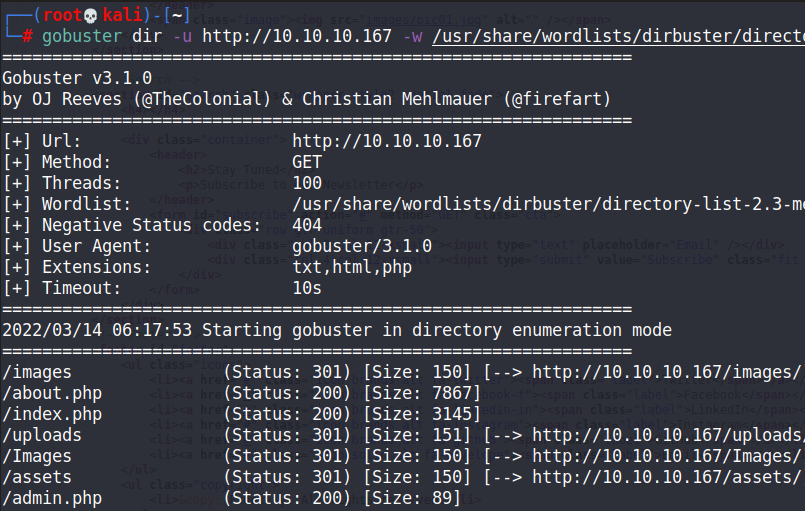 ┌──(root💀kali)-[~]
└─# gobuster dir -u http://10.10.10.167 -w /usr/share/wordlists/dirbuster/directo
===============================================================
Gobuster v3.1.0
by OJ Reeves (@TheColonial) & Christian Mehlmauer (@firefart)
===============================================================
[+] Url:                     http://10.10.10.167
[+] Method:                  GET
[+] Threads:                 100
[+] Wordlist:                /usr/share/wordlists/dirbuster/directory-list-2.3-me
[+] Negative Status codes:   404
[+] User Agent:              gobuster/3.1.0
[+] Extensions:              txt,html,php
[+] Timeout:                 10s
===============================================================
2022/03/14 06:17:53 Starting gobuster in directory enumeration mode
===============================================================
/images               (Status: 301) [Size: 150] [--> http://10.10.10.167/images/
/about.php            (Status: 200) [Size: 7867]
/index.php            (Status: 200) [Size: 3145]
/uploads              (Status: 301) [Size: 151] [--> http://10.10.10.167/uploads/
/Images               (Status: 301) [Size: 150] [--> http://10.10.10.167/Images/
/assets               (Status: 301) [Size: 150] [--> http://10.10.10.167/assets/
/admin.php            (Status: 200) [Size: 89]